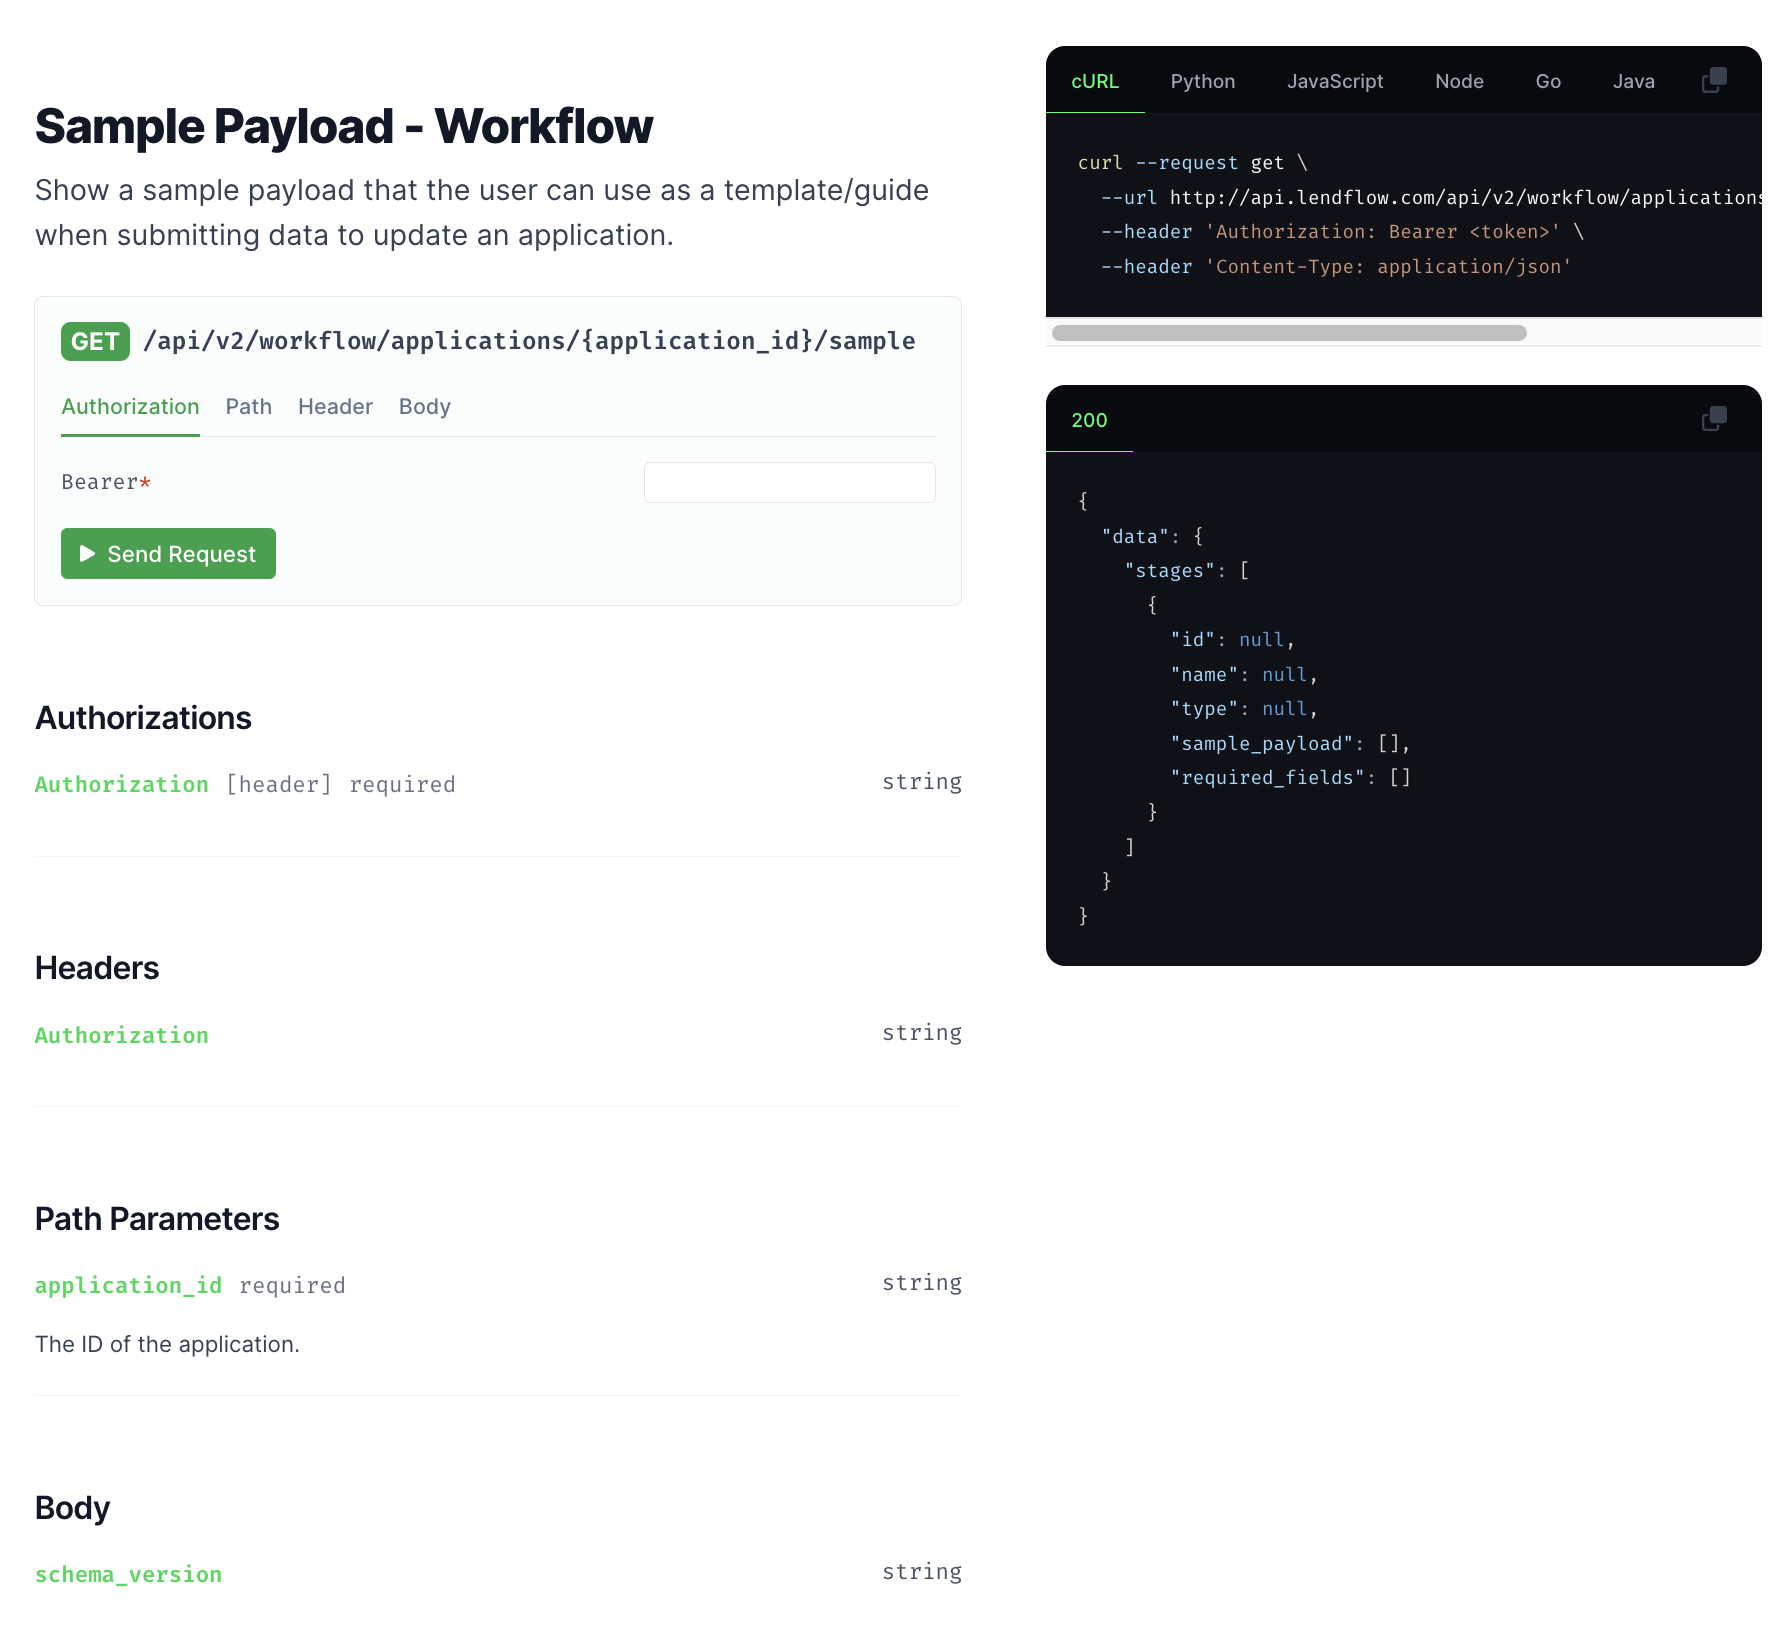 Sample Payload - Workflow
Show a sample payload that the user can use as a template/guide
when submitting data to update an application.
GET /api/v2/workflow/applications/{application_id}/sample
Authorization Path Header Body
Bearer*
Send Request
Authorizations
Authorization [header] required string
Headers
Authorization string
Path Parameters
application_id required string
The ID of the application.
Body
schema_version string
cURL Python JavaScript Node Go Java
curl --request get \
--url http://api.lendflow.com/api/v2/workflow/applications
--header 'Authorization: Bearer <token>' \
--header 'Content-Type: application/json'
200
{
"data": {
"stages": [
{
"id": null,
"name": null,
"type": null,
"sample_payload": [],
"required_fields": []
}
]
}
}